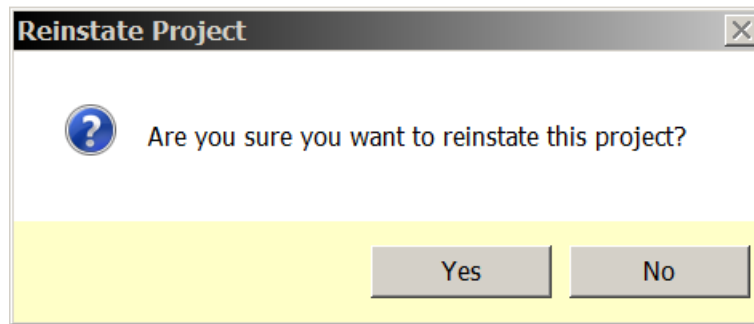 Reinstate Project
Are you sure you want to reinstate this project?
Yes No